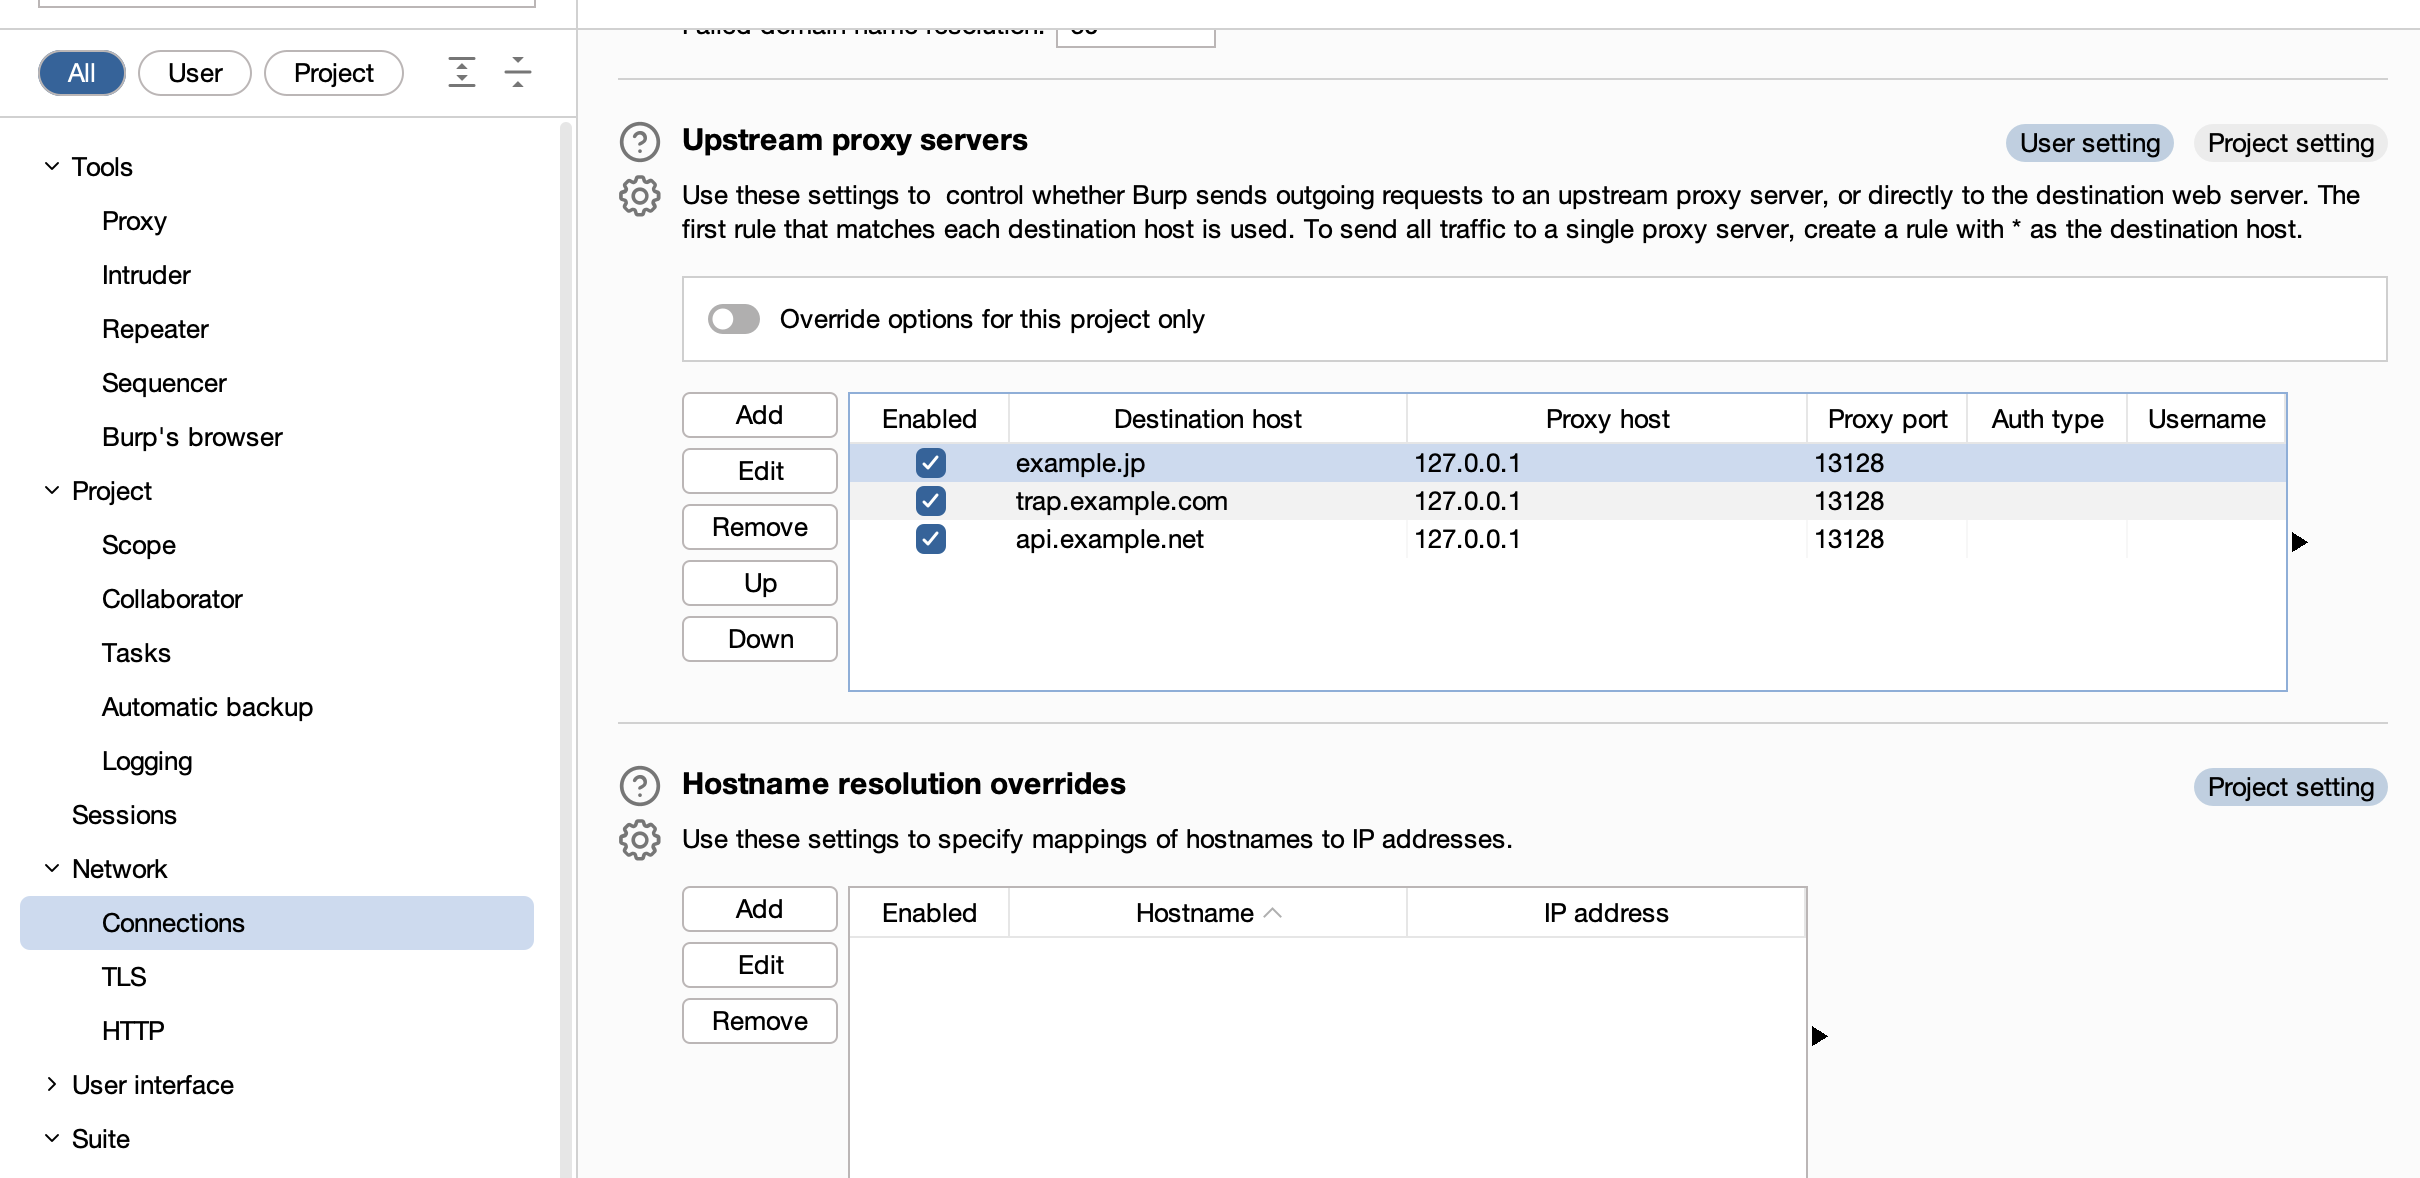 All
User
Project
Tools
Proxy
Intruder
Repeater
Sequencer
Burp's browser
Project
Scope
Collaborator
Tasks
Automatic backup
Logging
Sessions
Network
Connections
TLS
HTTP
User interface
Suite
Failed domain name resolution:
Upstream proxy servers
User setting
Project setting
Use these settings to  control whether Burp sends outgoing requests to an upstream proxy server, or directly to the destination web server. The
first rule that matches each destination host is used. To send all traffic to a single proxy server, create a rule with * as the destination host.
Override options for this project only
Add
Edit
Remove
Up
Down
Enabled Destination host Proxy host Proxy port Auth type Username
example.jp 127.0.0.1 13128
trap.example.com 127.0.0.1 13128
api.example.net 127.0.0.1 13128
Hostname resolution overrides
Project setting
Use these settings to specify mappings of hostnames to IP addresses.
Add
Edit
Remove
Enabled Hostname IP address